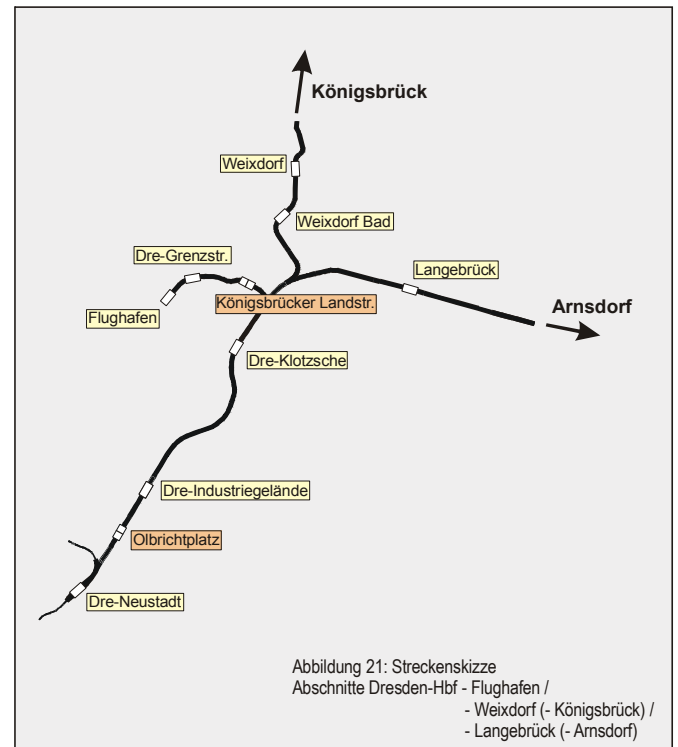 Königsbrück
Weixdorf
Weixdorf Bad
Dre-Grenzstr.
Langebrück
Königsbrücker Landstr.
Flughafen
Arnsdorf
Dre-Klotzsche
Dre-Industriegelände
Olbrichtplatz
Dre-Neustadt
Abbildung 21: Streckenskizze
Abschnitte Dresden-Hbf - Flughafen /
- Weixdorf (- Königsbrück) /
- Langebrück (- Arnsdorf)